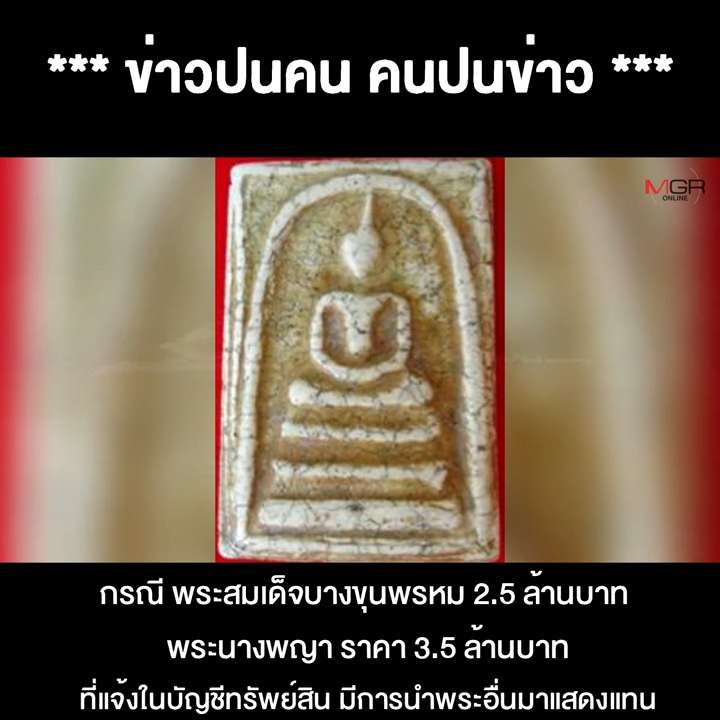 *** ข่าวปนคน คนปนข่าว ***
MGR
ONLINE
กรณี พระสมเด็จบางขุนพรหม 2.5 ล้านบาท
พระนางพญา ราคา 3.5 ล้านบาท
ที่แจ้งในบัญชีทรัพย์สิน มีการนำพระอื่นมาแสดงแทน